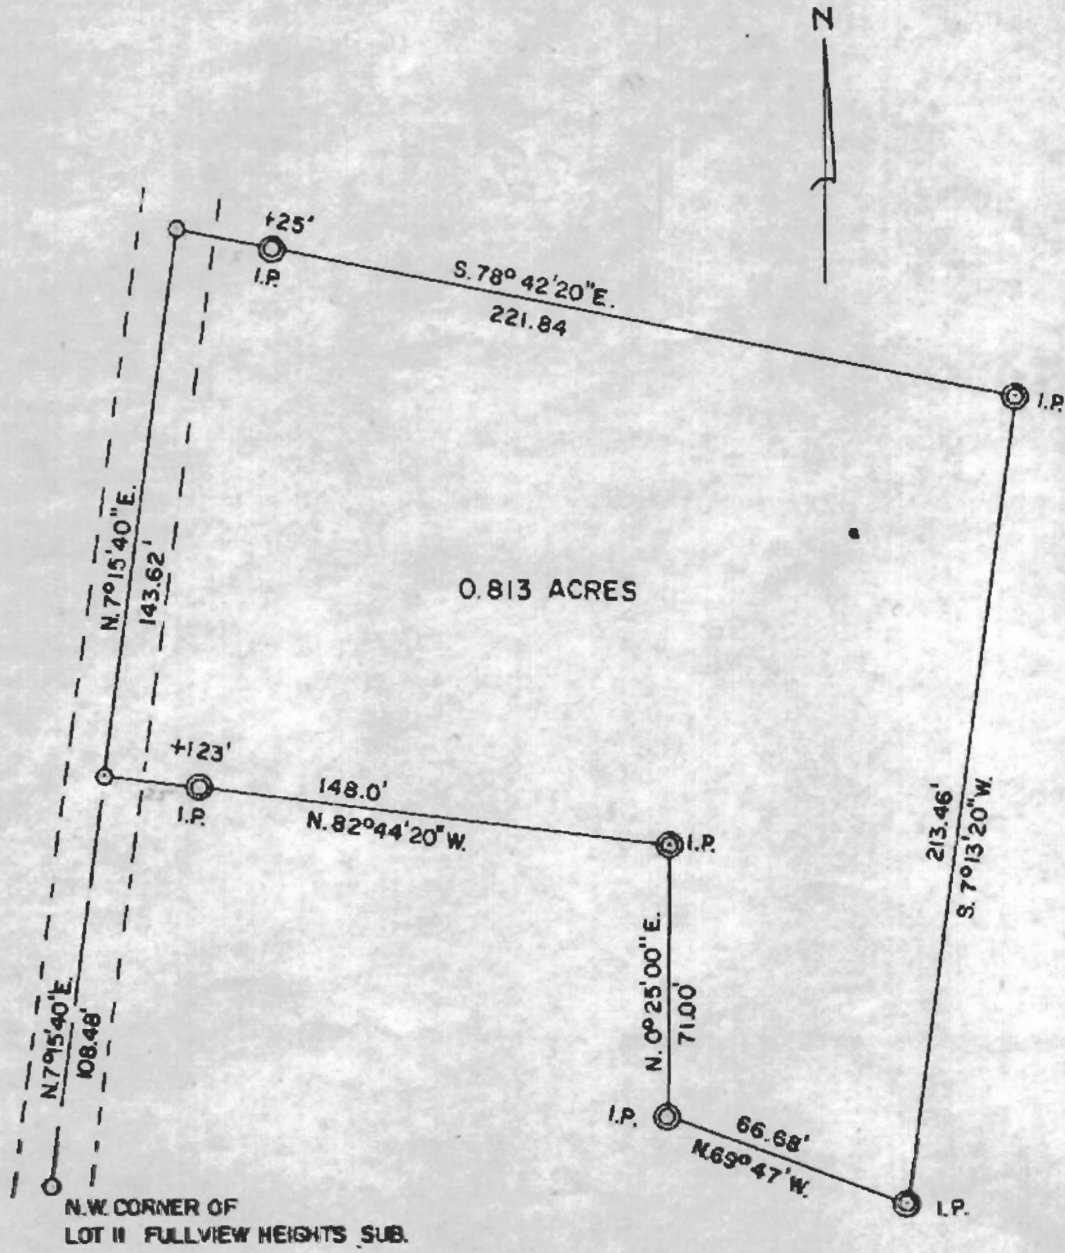 N
+25'
I.P.
S. 78° 42' 20" E.
221.84
I.P.
N. 7° 15' 40" E.
143.62'
0.813 ACRES
+123'
I.P.
148.0'
N. 82° 44' 20" W.
I.P.
213.46'
S. 7° 13' 20" W.
N. 0° 25' 00" E.
71.00'
N. 7° 15' 40" E.
108.48'
I.P.
66.68'
N. 69° 47' W.
I.P.
N.W. CORNER OF
LOT 11 FULLVIEW HEIGHTS SUB.